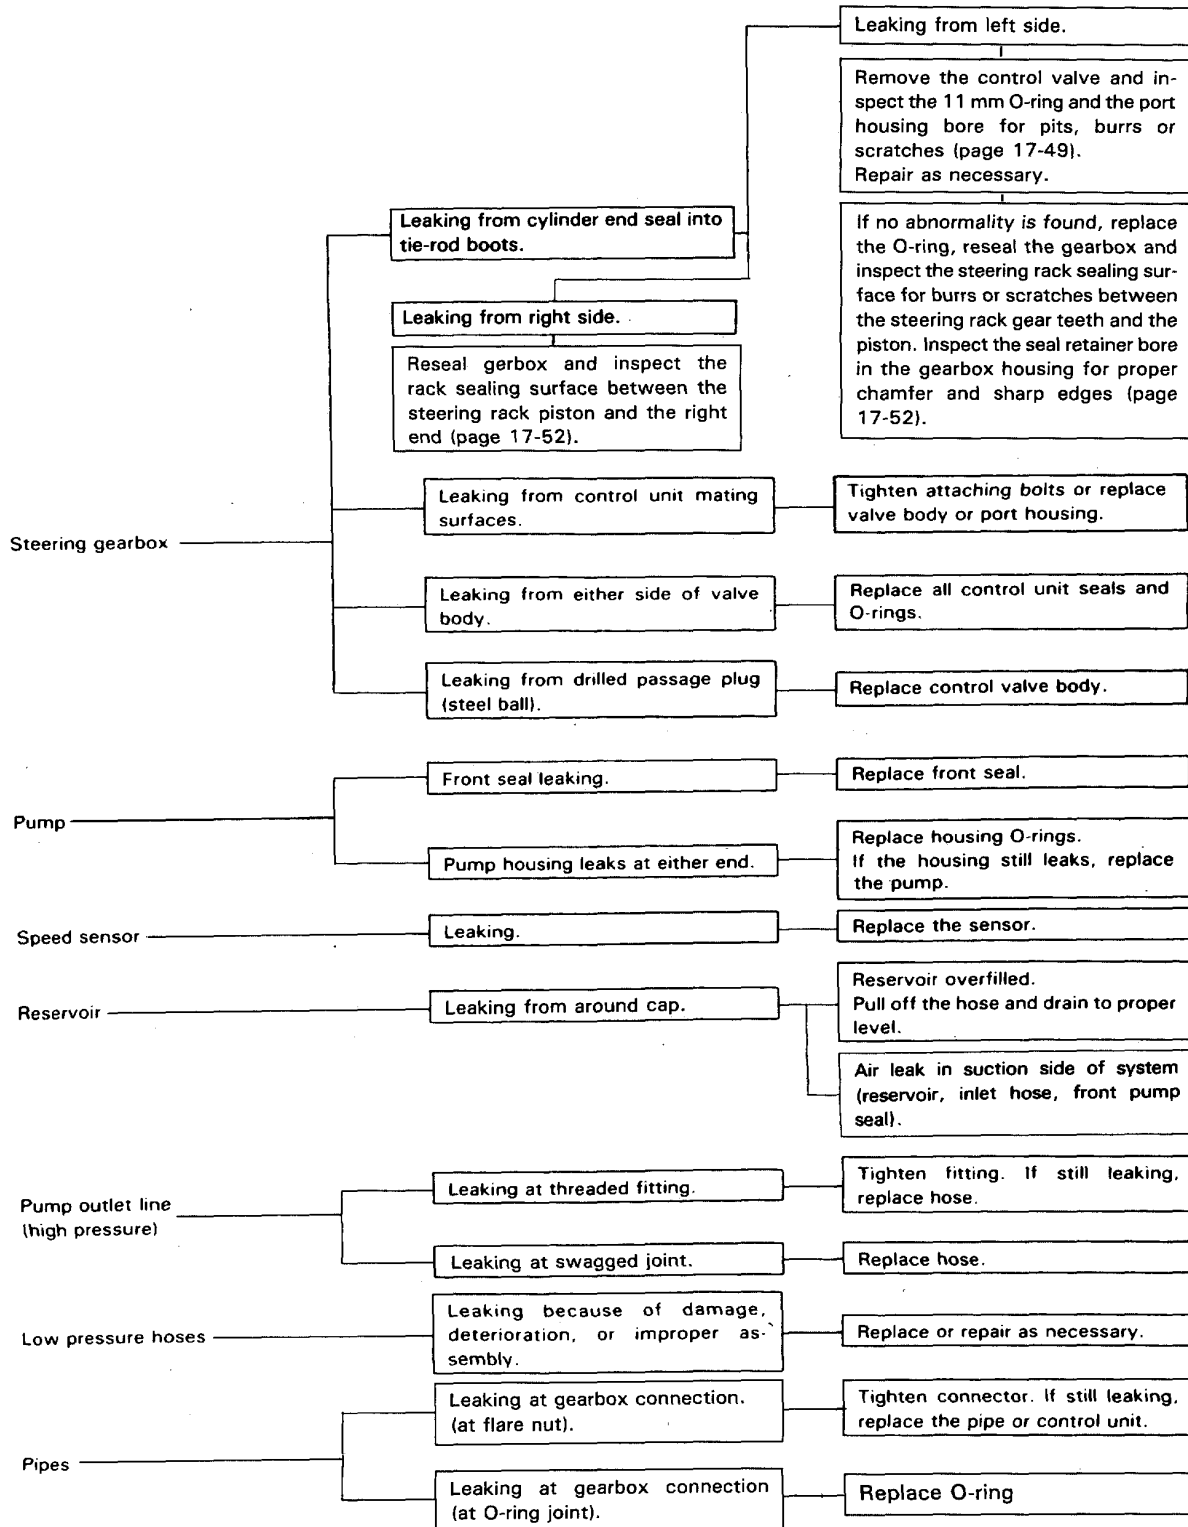 Leaking from left side.
Remove the control valve and in-
spect the 11 mm O-ring and the port
housing bore for pits, burrs or
scratches (page 17-49).
Repair as necessary.
Leaking from cylinder end seal into
tie-rod boots.
If no abnormality is found, replace
the O-ring, reseal the gearbox and
inspect the steering rack sealing sur-
face for burrs or scratches between
the steering rack gear teeth and the
piston. Inspect the seal retainer bore
in the gearbox housing for proper
chamfer and sharp edges (page
17-52).
Leaking from right side.
Reseal gerbox and inspect the
rack sealing surface between the
steering rack piston and the right
end (page 17-52).
Steering gearbox
Leaking from control unit mating
surfaces.
Tighten attaching bolts or replace
valve body or port housing.
Leaking from either side of valve
body.
Replace all control unit seals and
O-rings.
Leaking from drilled passage plug
(steel ball).
Replace control valve body.
Pump
Front seal leaking.
Replace front seal.
Pump housing leaks at either end.
Replace housing O-rings.
If the housing still leaks, replace
the pump.
Speed sensor
Leaking.
Replace the sensor.
Reservoir
Leaking from around cap.
Reservoir overfilled.
Pull off the hose and drain to proper
level.
Air leak in suction side of system
(reservoir, inlet hose, front pump
seal).
Pump outlet line
(high pressure)
Leaking at threaded fitting.
Tighten fitting. If still leaking,
replace hose.
Leaking at swagged joint.
Replace hose.
Low pressure hoses
Leaking because of damage,
deterioration, or improper as-
sembly.
Replace or repair as necessary.
Pipes
Leaking at gearbox connection.
(at flare nut).
Tighten connector. If still leaking,
replace the pipe or control unit.
Leaking at gearbox connection
(at O-ring joint).
Replace O-ring